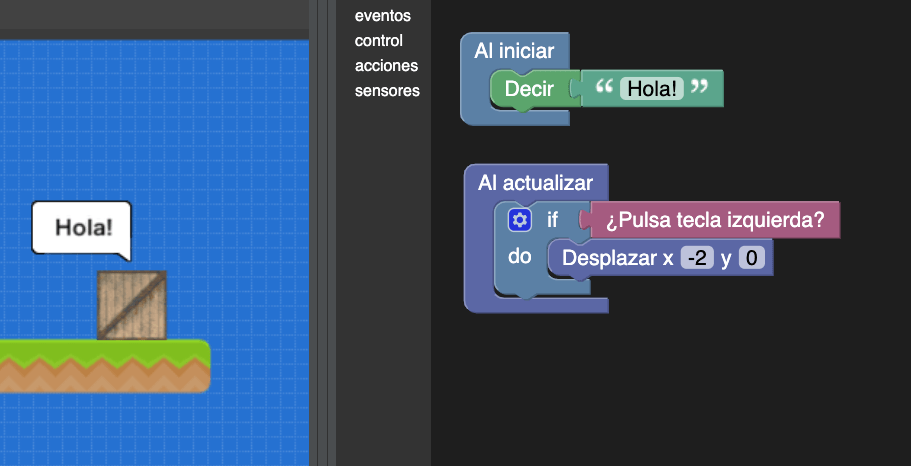 eventos
control
acciones
sensores
Hola!
Al iniciar
Decir “ Hola! ”
Al actualizar
if ¿Pulsa tecla izquierda?
do Desplazar x -2 y 0